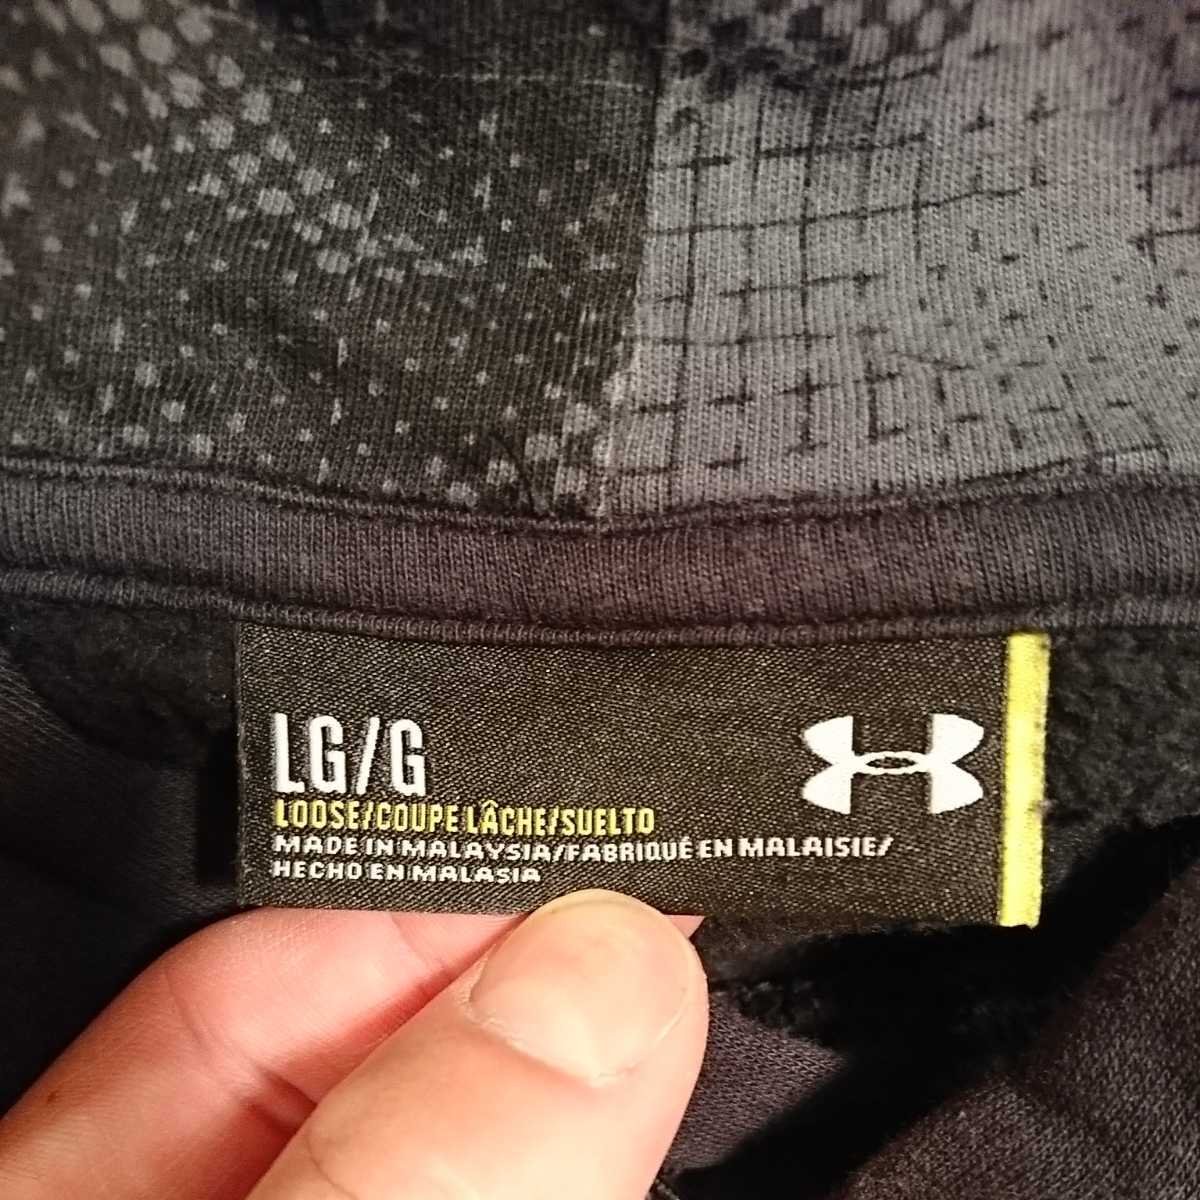 LG/G
LOOSE/COUPE LÂCHE/SUELTO
MADE IN MALAYSIA/FABRIQUÉ EN MALAISIE/
HECHO EN MALASIA